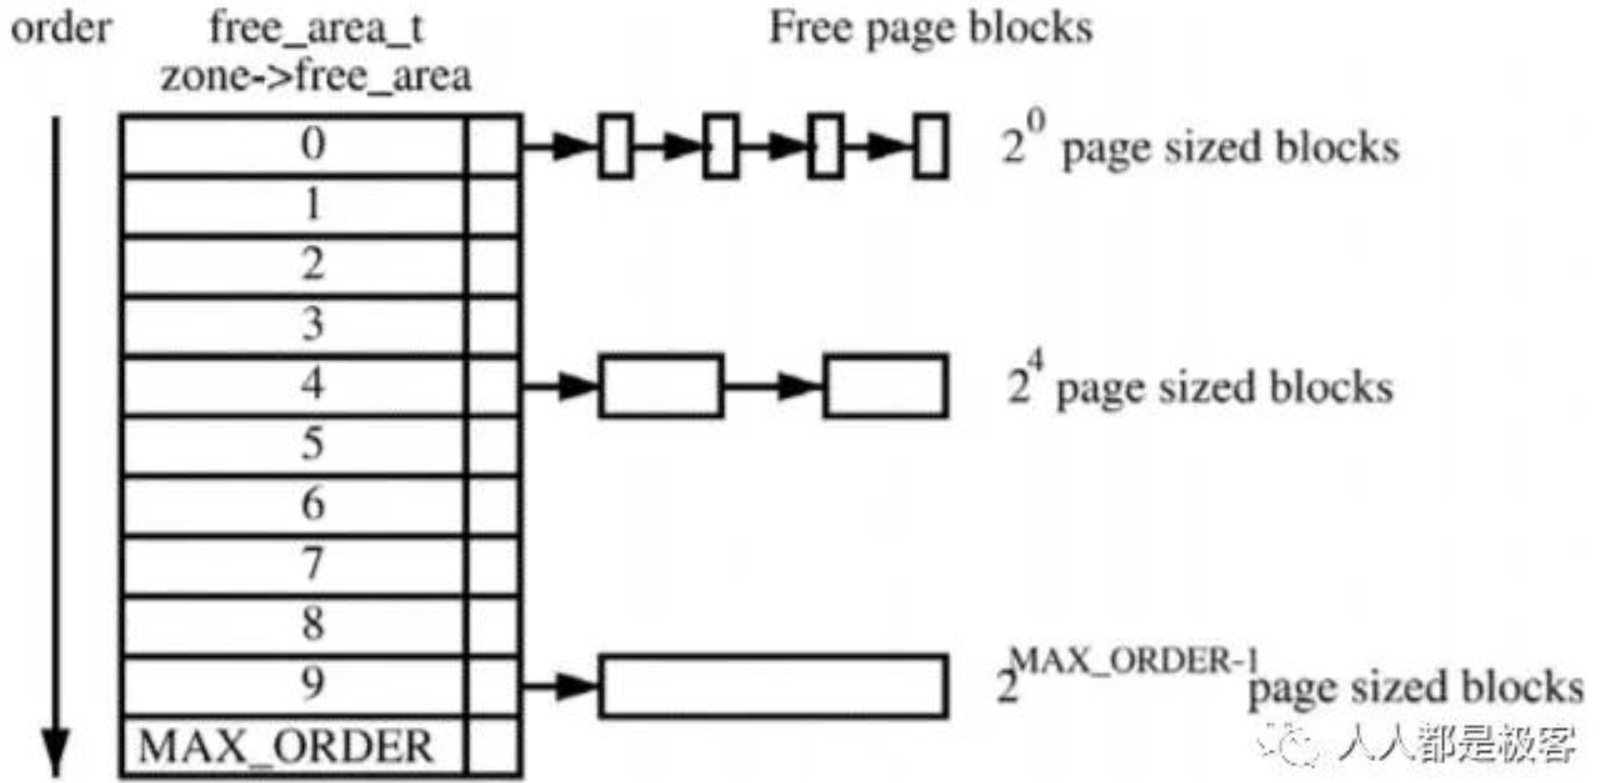 order free_area_t Free page blocks
zone->free_area
0 2^0 page sized blocks
1
2
3
4 2^4 page sized blocks
5
6
7
8
9 2^MAX_ORDER-1 page sized blocks
MAX_ORDER
人人都是极客